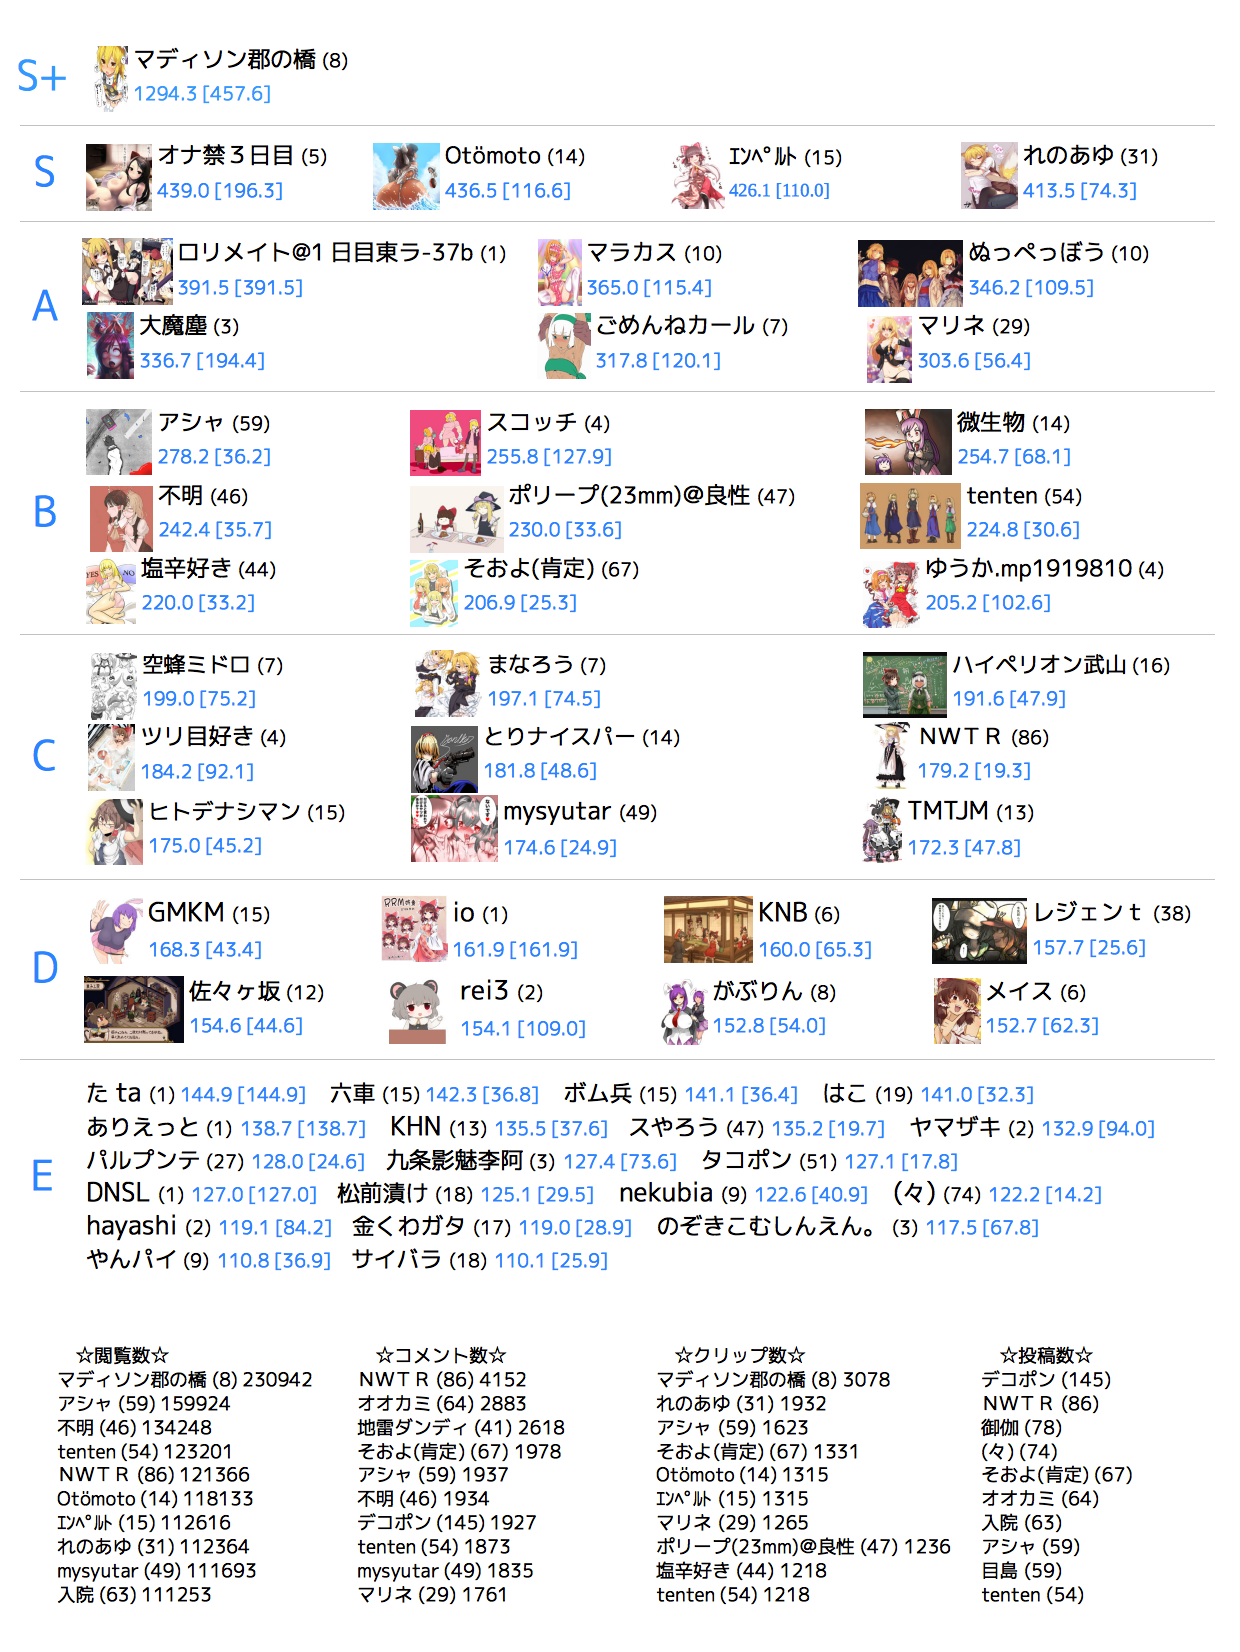 S+
マディソン郡の橋 (8)
1294.3 [457.6]
S
オナ禁３日目 (5) Otömoto (14) ｴﾝﾍﾟﾙﾄ (15) れのあゆ (31)
439.0 [196.3] 436.5 [116.6] 426.1 [110.0] 413.5 [74.3]
A
ロリメイト@1 日目東ラ-37b (1) マラカス (10) ぬっぺっぽう (10)
391.5 [391.5] 365.0 [115.4] 346.2 [109.5]
大魔塵 (3) ごめんねカール (7) マリネ (29)
336.7 [194.4] 317.8 [120.1] 303.6 [56.4]
B
アシャ (59) スコッチ (4) 微生物 (14)
278.2 [36.2] 255.8 [127.9] 254.7 [68.1]
不明 (46) ポリープ(23mm)@良性 (47) tenten (54)
242.4 [35.7] 230.0 [33.6] 224.8 [30.6]
YES NO
塩辛好き (44) そおよ(肯定) (67) ゆうか.mp1919810 (4)
220.0 [33.2] 206.9 [25.3] 205.2 [102.6]
C
空蜂ミドロ (7) まなろう (7) ハイペリオン武山 (16)
199.0 [75.2] 197.1 [74.5] 191.6 [47.9]
ツリ目好き (4) とりナイスパー (14) ＮＷＴＲ (86)
184.2 [92.1] 181.8 [48.6] 179.2 [19.3]
ヒトデナシマン (15) mysyutar (49) TMTJM (13)
175.0 [45.2] 174.6 [24.9] 172.3 [47.8]
D
GMKM (15) io (1) KNB (6) レジェンｔ (38)
168.3 [43.4] 161.9 [161.9] 160.0 [65.3] 157.7 [25.6]
佐々ヶ坂 (12) rei3 (2) がぶりん (8) メイス (6)
154.6 [44.6] 154.1 [109.0] 152.8 [54.0] 152.7 [62.3]
E
た ta (1) 144.9 [144.9] 六車 (15) 142.3 [36.8] ボム兵 (15) 141.1 [36.4] はこ (19) 141.0 [32.3]
ありえっと (1) 138.7 [138.7] KHN (13) 135.5 [37.6] スやろう (47) 135.2 [19.7] ヤマザキ (2) 132.9 [94.0]
パルプンテ (27) 128.0 [24.6] 九条影魅李阿 (3) 127.4 [73.6] タコポン (51) 127.1 [17.8]
DNSL (1) 127.0 [127.0] 松前漬け (18) 125.1 [29.5] nekubia (9) 122.6 [40.9] (々) (74) 122.2 [14.2]
hayashi (2) 119.1 [84.2] 金くわガタ (17) 119.0 [28.9] のぞきこむしんえん。 (3) 117.5 [67.8]
やんパイ (9) 110.8 [36.9] サイバラ (18) 110.1 [25.9]
☆閲覧数☆
マディソン郡の橋 (8) 230942
アシャ (59) 159924
不明 (46) 134248
tenten (54) 123201
ＮＷＴＲ (86) 121366
Otömoto (14) 118133
ｴﾝﾍﾟﾙﾄ (15) 112616
れのあゆ (31) 112364
mysyutar (49) 111693
入院 (63) 111253
☆コメント数☆
ＮＷＴＲ (86) 4152
オオカミ (64) 2883
地雷ダンディ (41) 2618
そおよ(肯定) (67) 1978
アシャ (59) 1937
不明 (46) 1934
デコポン (145) 1927
tenten (54) 1873
mysyutar (49) 1835
マリネ (29) 1761
☆クリップ数☆
マディソン郡の橋 (8) 3078
れのあゆ (31) 1932
アシャ (59) 1623
そおよ(肯定) (67) 1331
Otömoto (14) 1315
ｴﾝﾍﾟﾙﾄ (15) 1315
マリネ (29) 1265
ポリープ(23mm)@良性 (47) 1236
塩辛好き (44) 1218
tenten (54) 1218
☆投稿数☆
デコポン (145)
ＮＷＴＲ (86)
御伽 (78)
(々) (74)
そおよ(肯定) (67)
オオカミ (64)
入院 (63)
アシャ (59)
目島 (59)
tenten (54)